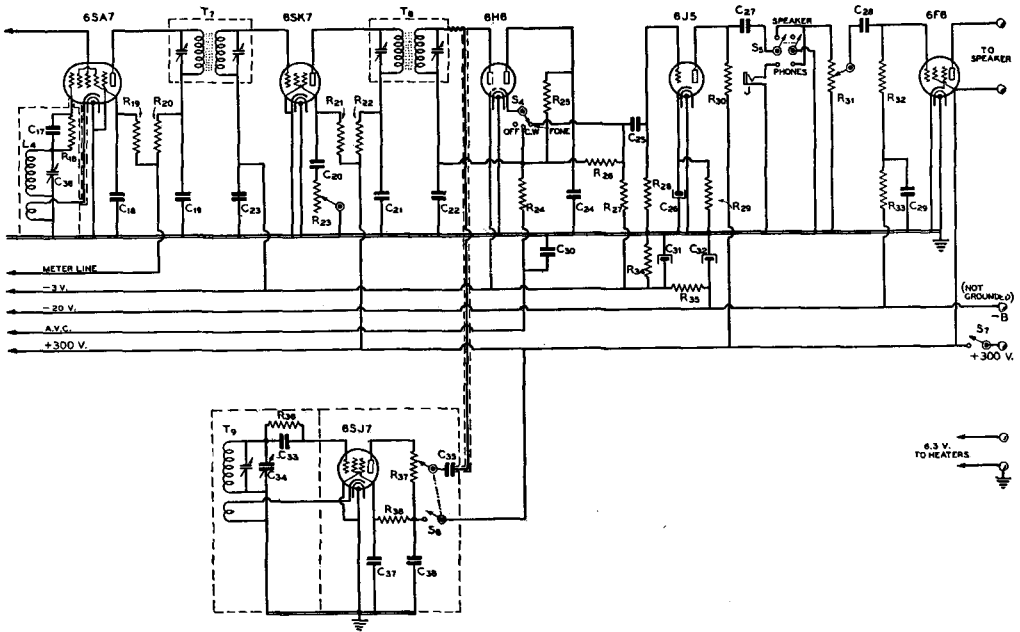 6SA7
T7
6SK7
T8
6H6
6J5
C27
SPEAKER
C28
6F6
S5
PHONES
J
TO
SPEAKER
R19
R20
R21
R22
S4
R25
OFF
C.W
FONE
C25
R30
R31
R32
C17
L4
R18
C36
C20
R23
R26
R24
R27
R28
C26
R29
R33
C29
C18
C19
C23
C21
C22
C24
C30
R34
C31
C32
R35
METER LINE
-3 V.
-20 V.
A.V.C.
+300 V.
(NOT
GROUNDED)
-B
S7
+300 V.
T9
R36
C33
C34
6SJ7
R37
C35
R38
S6
C37
C38
6.3 V.
TO HEATERS